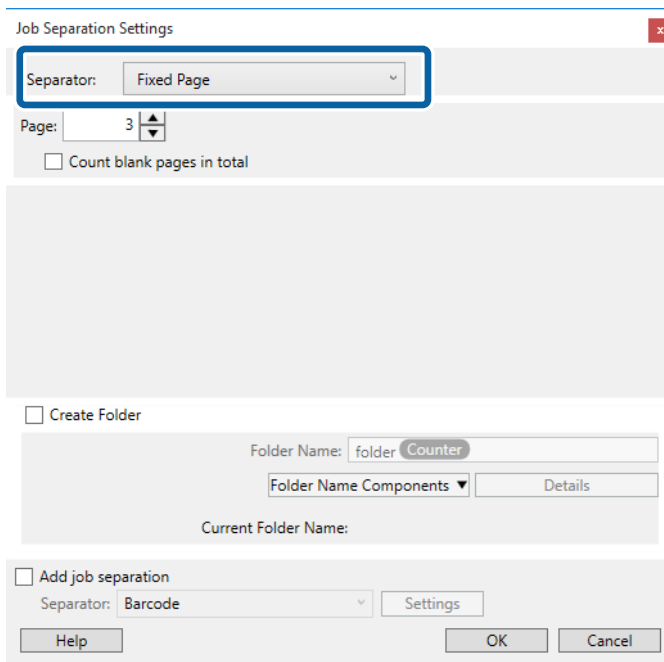 Job Separation Settings x
Separator: Fixed Page
Page: 3
Count blank pages in total
Create Folder
Folder Name: folder Counter
Folder Name Components ▼ Details
Current Folder Name:
Add job separation
Separator: Barcode Settings
Help OK Cancel